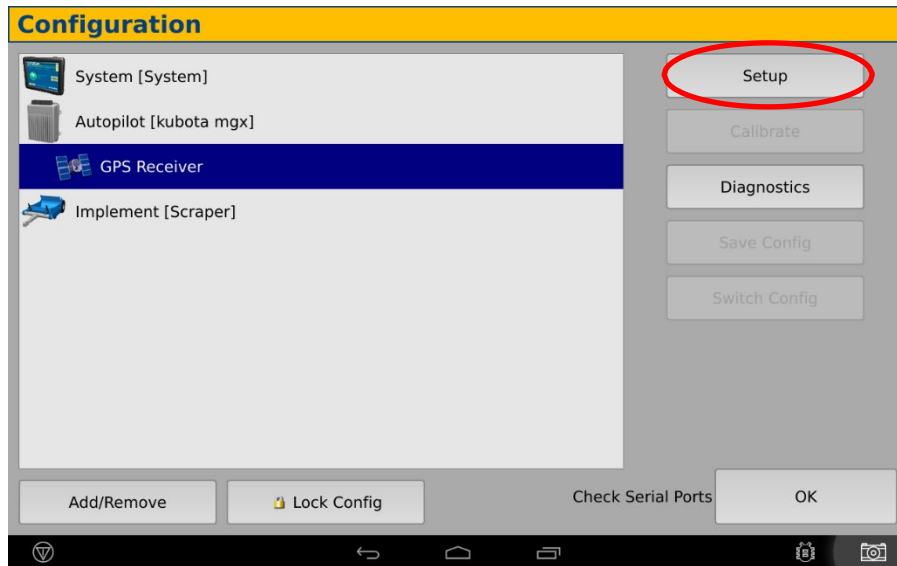 Configuration
System [System]
Autopilot [kubota mgx]
GPS Receiver
Implement [Scraper]
Setup
Calibrate
Diagnostics
Save Config
Switch Config
Add/Remove
Lock Config
Check Serial Ports
OK